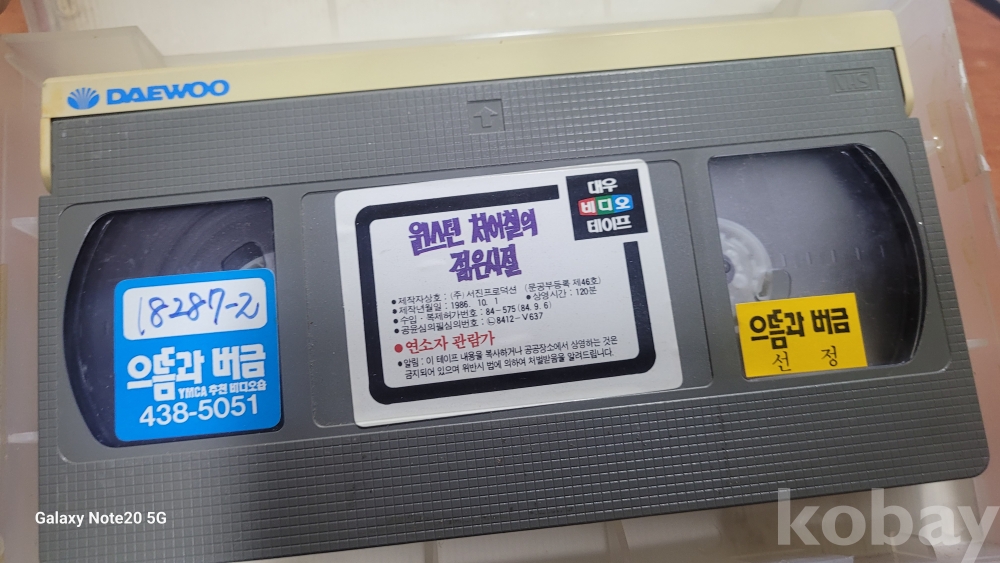 DAEWOO
VHS
대우
비디오
테이프
윈스턴 처어칠의
젊은시절
● 제작자상호 : (주) 서진프로덕션 (문공부등록 제46호)
● 제작년월일 : 1986. 10. 1 ● 상영시간 : 120분
● 수입 · 복제허가번호 : 84-575 (84. 9. 6)
● 공윤심의필심의번호 : Ⓛ8412-V637
● 연소자 관람가
● 알림 : 이 테이프 내용을 복사하거나 공공장소에서 상영하는 것은
금지되어 있으며 위반시 법에 의하여 처벌받음을 알려드립니다.
18287-2
으뜸과 버금
YMCA 추천 비디오숍
438-5051
으뜸과 버금
선 정
Galaxy Note20 5G
kobay